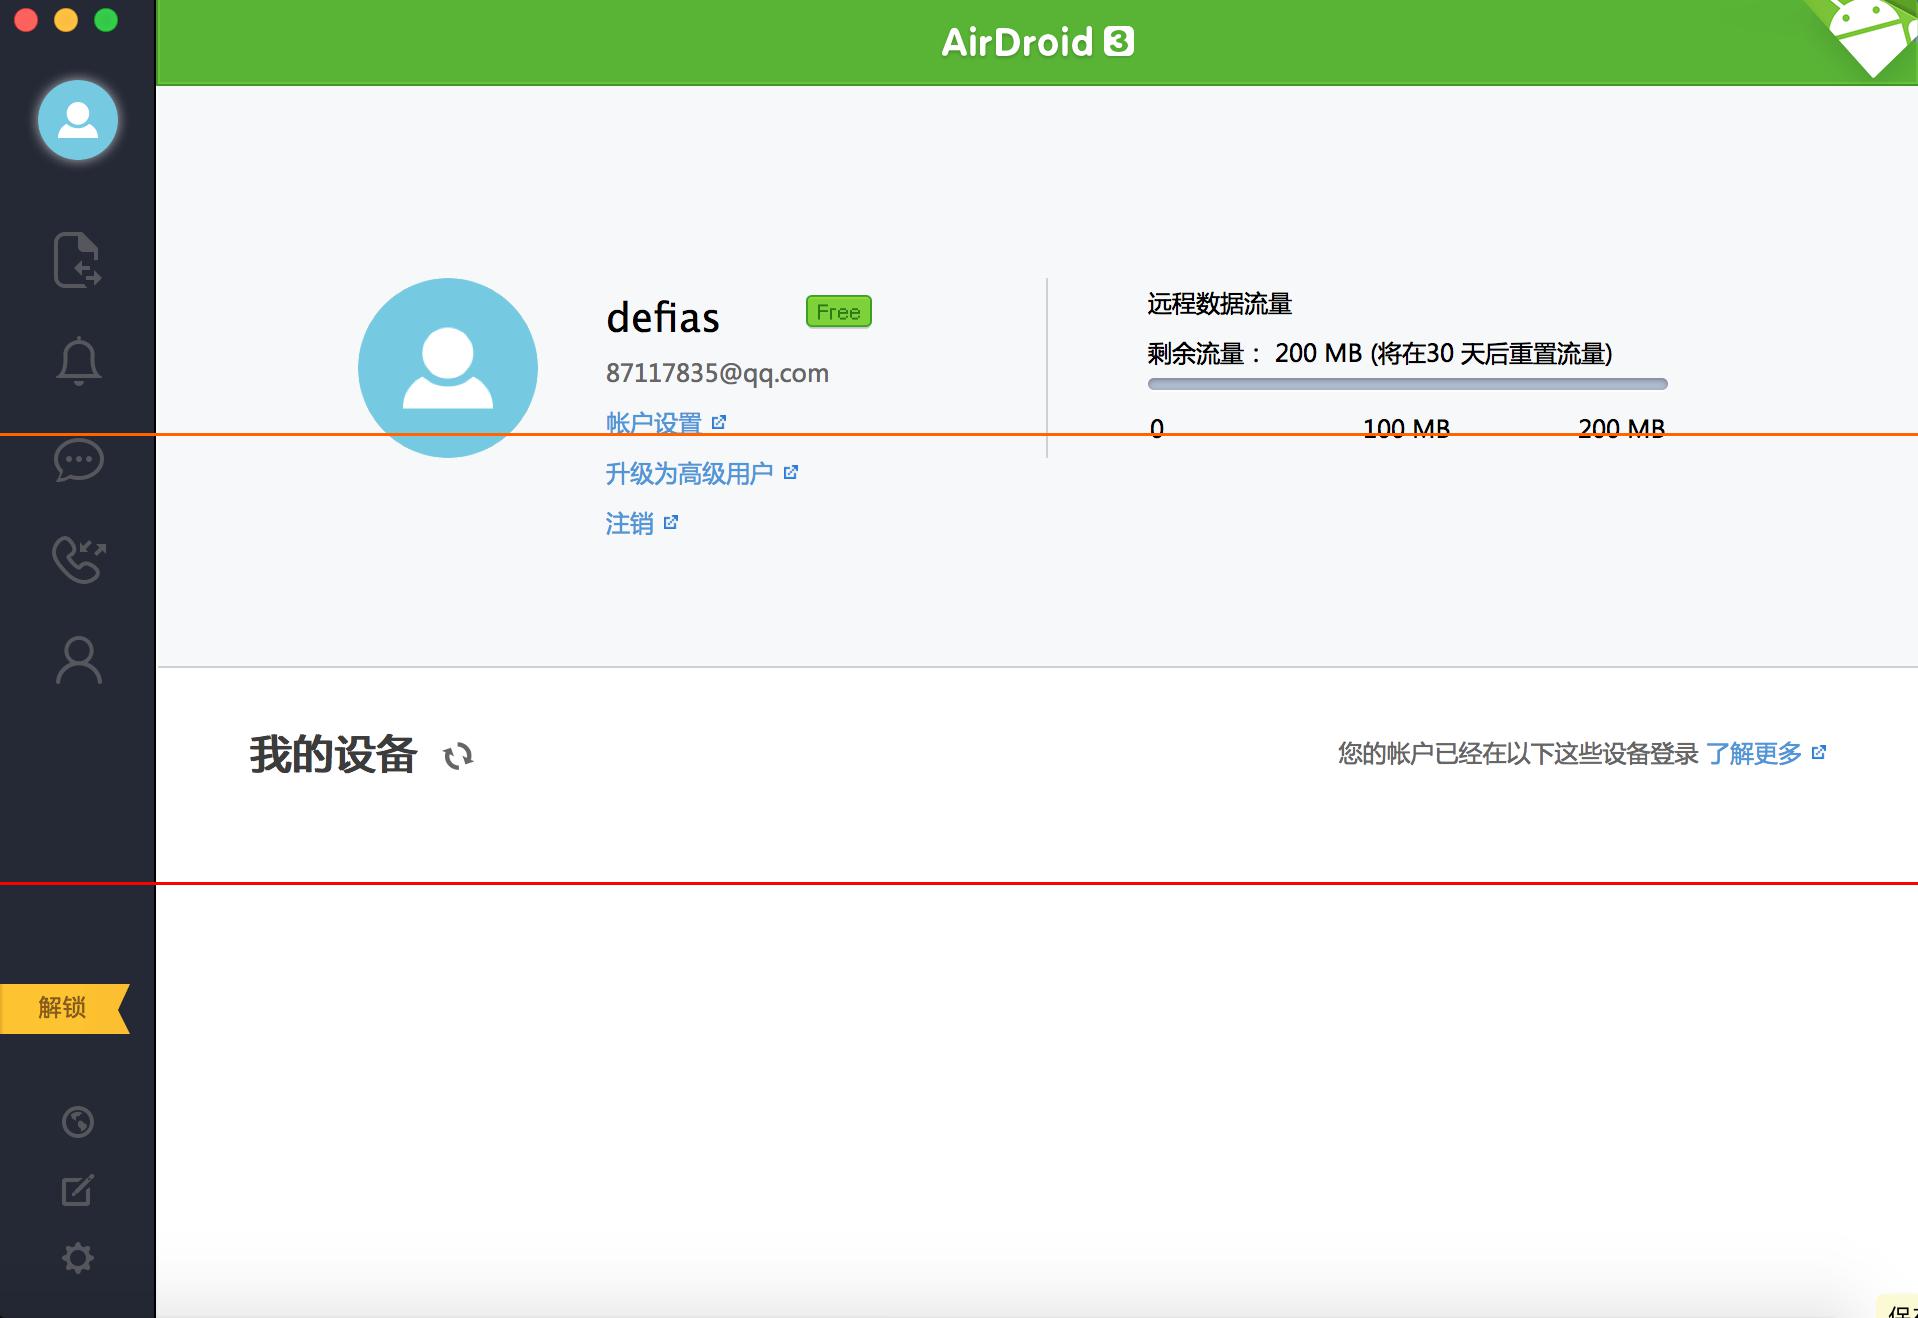 AirDroid 3
defias
Free
87117835@qq.com
帐户设置
升级为高级用户
注销
远程数据流量
剩余流量： 200 MB (将在30 天后重置流量)
0 100 MB 200 MB
我的设备
您的帐户已经在以下这些设备登录 了解更多
解锁